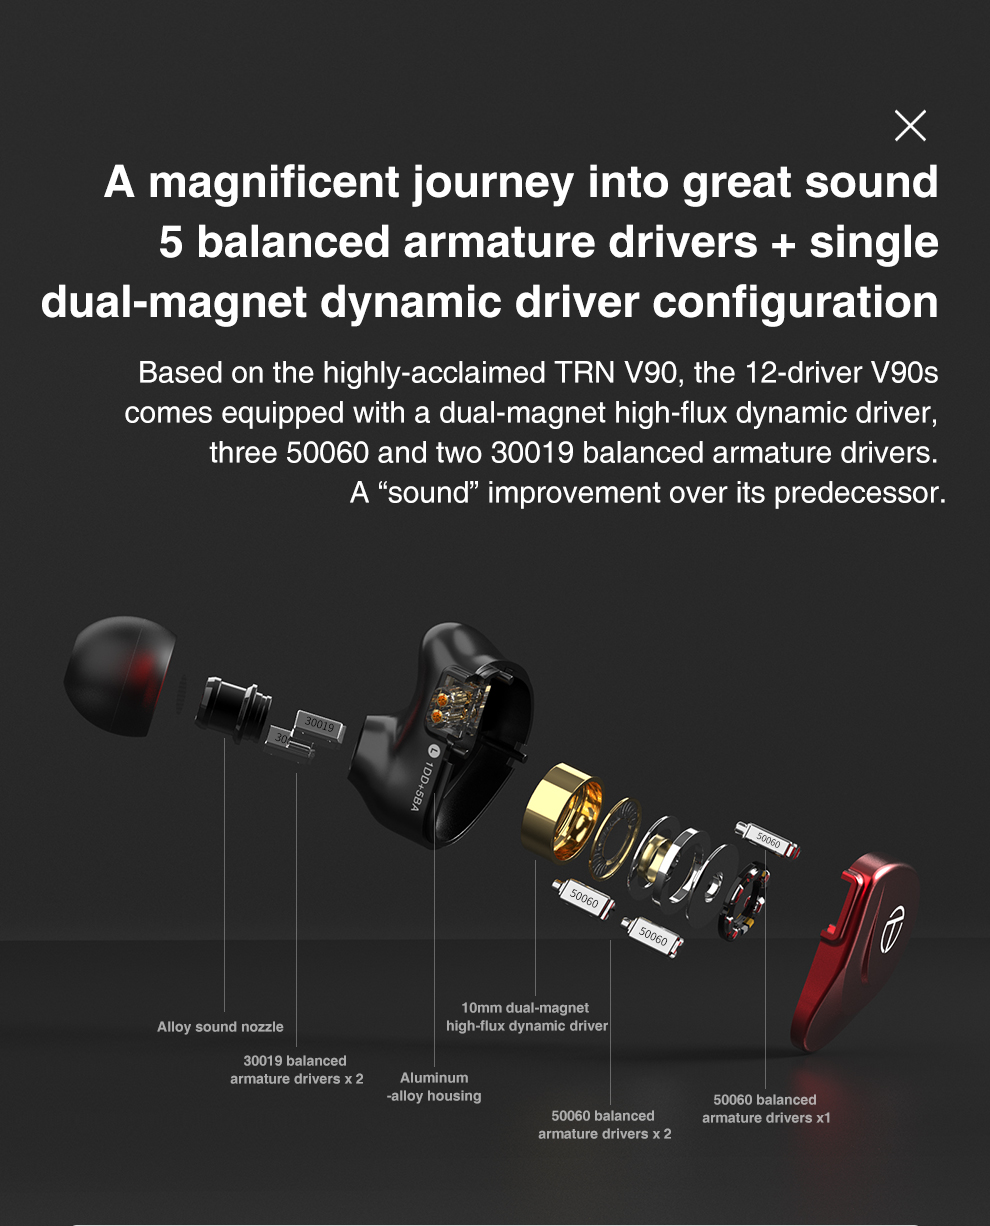 A magnificent journey into great sound
5 balanced armature drivers + single
dual-magnet dynamic driver configuration
Based on the highly-acclaimed TRN V90, the 12-driver V90s
comes equipped with a dual-magnet high-flux dynamic driver,
three 50060 and two 30019 balanced armature drivers.
A “sound” improvement over its predecessor.
30019
30
L 1DD+5BA
50060
50060
50060
Alloy sound nozzle
30019 balanced
armature drivers x 2
Aluminum
-alloy housing
10mm dual-magnet
high-flux dynamic driver
50060 balanced
armature drivers x 2
50060 balanced
armature drivers x1